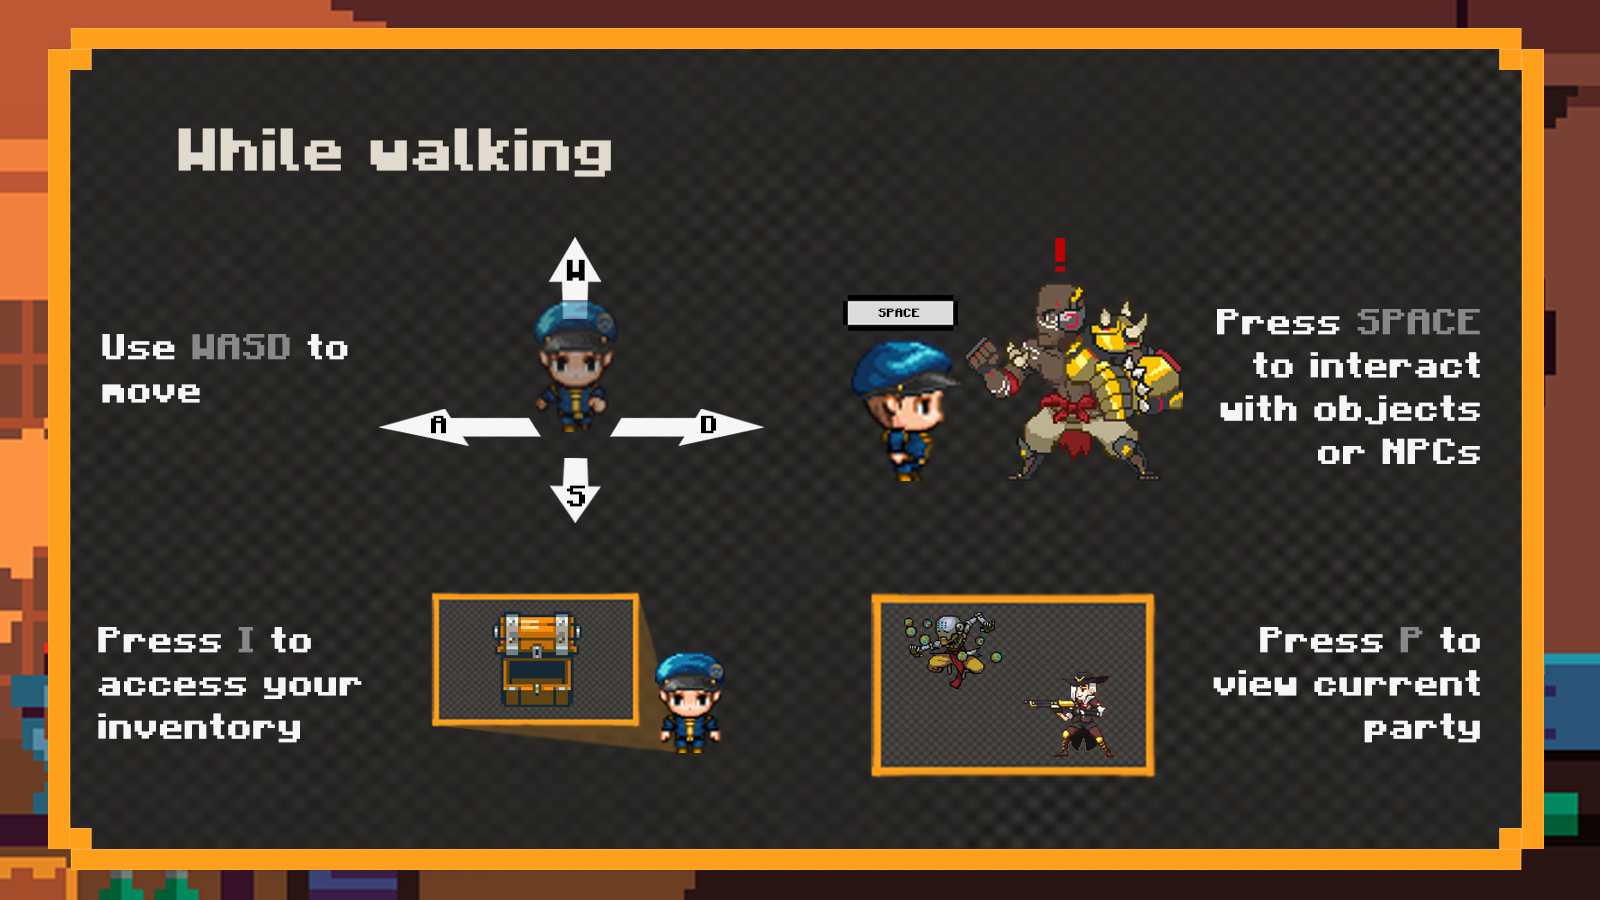 While walking
W
A
D
S
Use WASD to
move
!
SPACE
Press SPACE
to interact
with objects
or NPCs
Press I to
access your
inventory
Press P to
view current
party